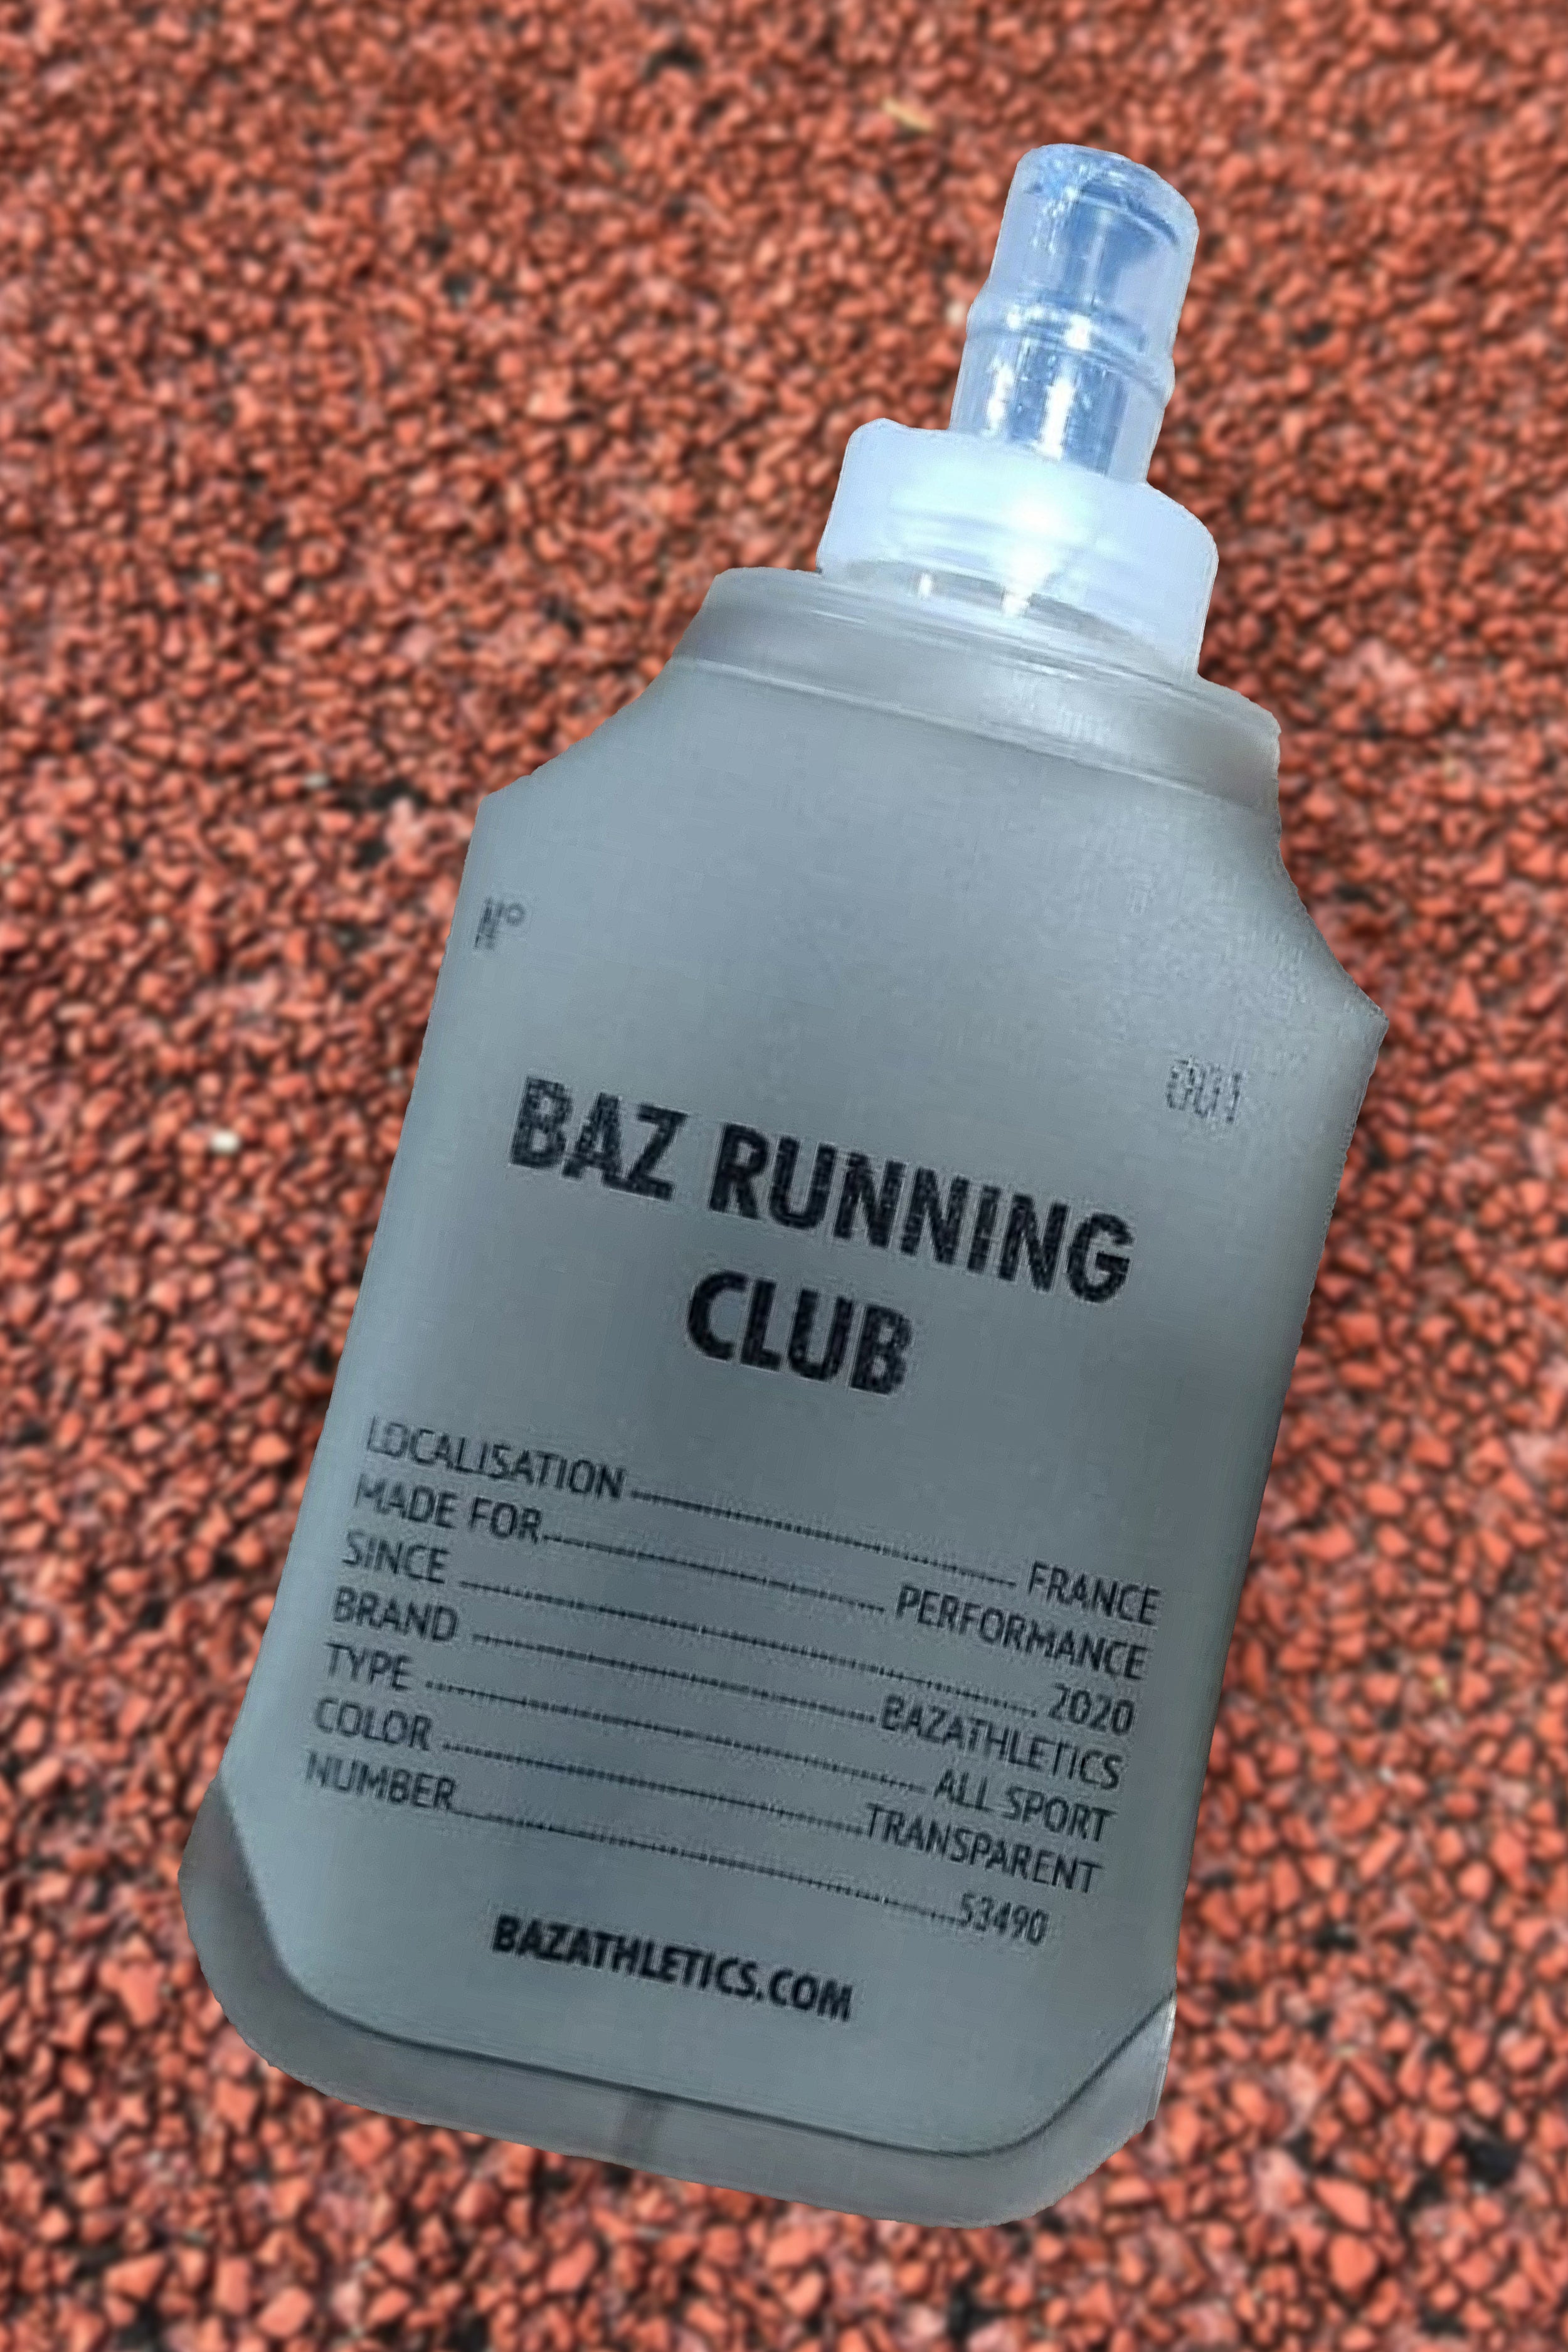 BAZ RUNNING
CLUB
LOCALISATION FRANCE
MADE FOR PERFORMANCE
SINCE 2020
BRAND BAZATHLETICS
TYPE ALL SPORT
COLOR TRANSPARENT
NUMBER 53490
BAZATHLETICS.COM